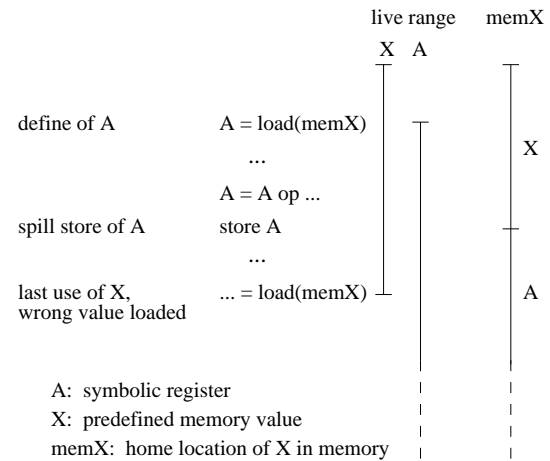 live range memX
X A
define of A A = load(memX)
...
X
A = A op ...
spill store of A store A
...
last use of X, ... = load(memX) A
wrong value loaded
A: symbolic register
X: predefined memory value
memX: home location of X in memory